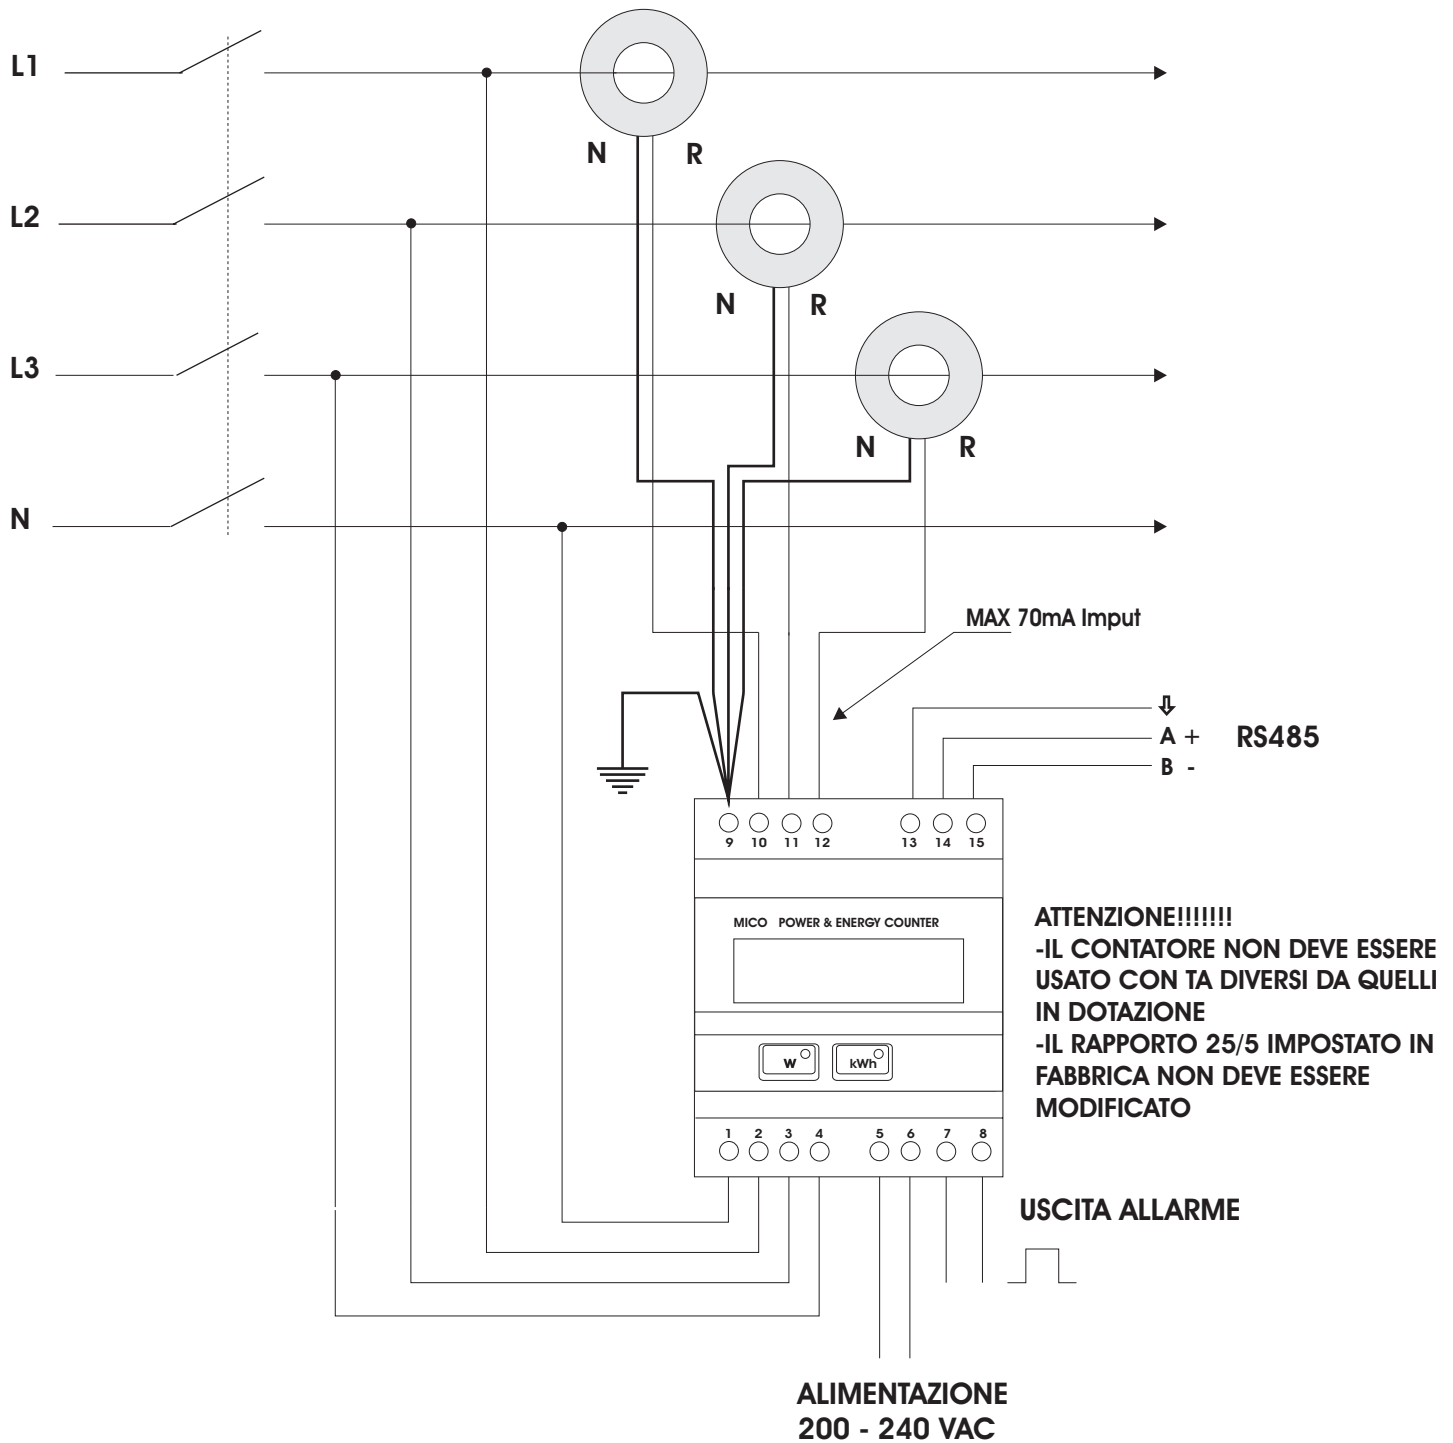 L1
N R
L2
N R
L3
N R
N
MAX 70mA Imput
A +
RS485
B -
9 10 11 12 13 14 15
MICO POWER & ENERGY COUNTER
ATTENZIONE!!!!!!!
-IL CONTATORE NON DEVE ESSERE
USATO CON TA DIVERSI DA QUELLI
IN DOTAZIONE
-IL RAPPORTO 25/5 IMPOSTATO IN
FABBRICA NON DEVE ESSERE
MODIFICATO
W kWh
1 2 3 4 5 6 7 8
USCITA ALLARME
ALIMENTAZIONE
200 - 240 VAC